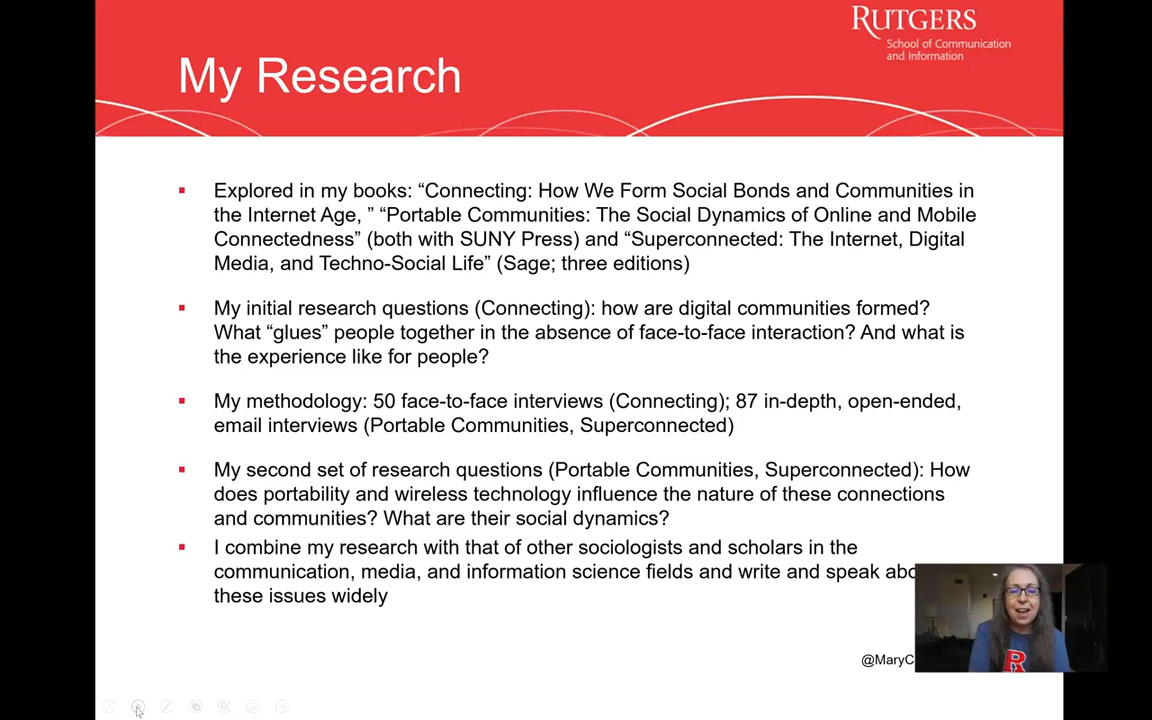 RUTGERS
School of Communication
and Information
My Research
Explored in my books: “Connecting: How We Form Social Bonds and Communities in
the Internet Age, ” “Portable Communities: The Social Dynamics of Online and Mobile
Connectedness” (both with SUNY Press) and “Superconnected: The Internet, Digital
Media, and Techno-Social Life” (Sage; three editions)
My initial research questions (Connecting): how are digital communities formed?
What “glues” people together in the absence of face-to-face interaction? And what is
the experience like for people?
My methodology: 50 face-to-face interviews (Connecting); 87 in-depth, open-ended,
email interviews (Portable Communities, Superconnected)
My second set of research questions (Portable Communities, Superconnected): How
does portability and wireless technology influence the nature of these connections
and communities? What are their social dynamics?
I combine my research with that of other sociologists and scholars in the
communication, media, and information science fields and write and speak abo
these issues widely
@MaryC
R